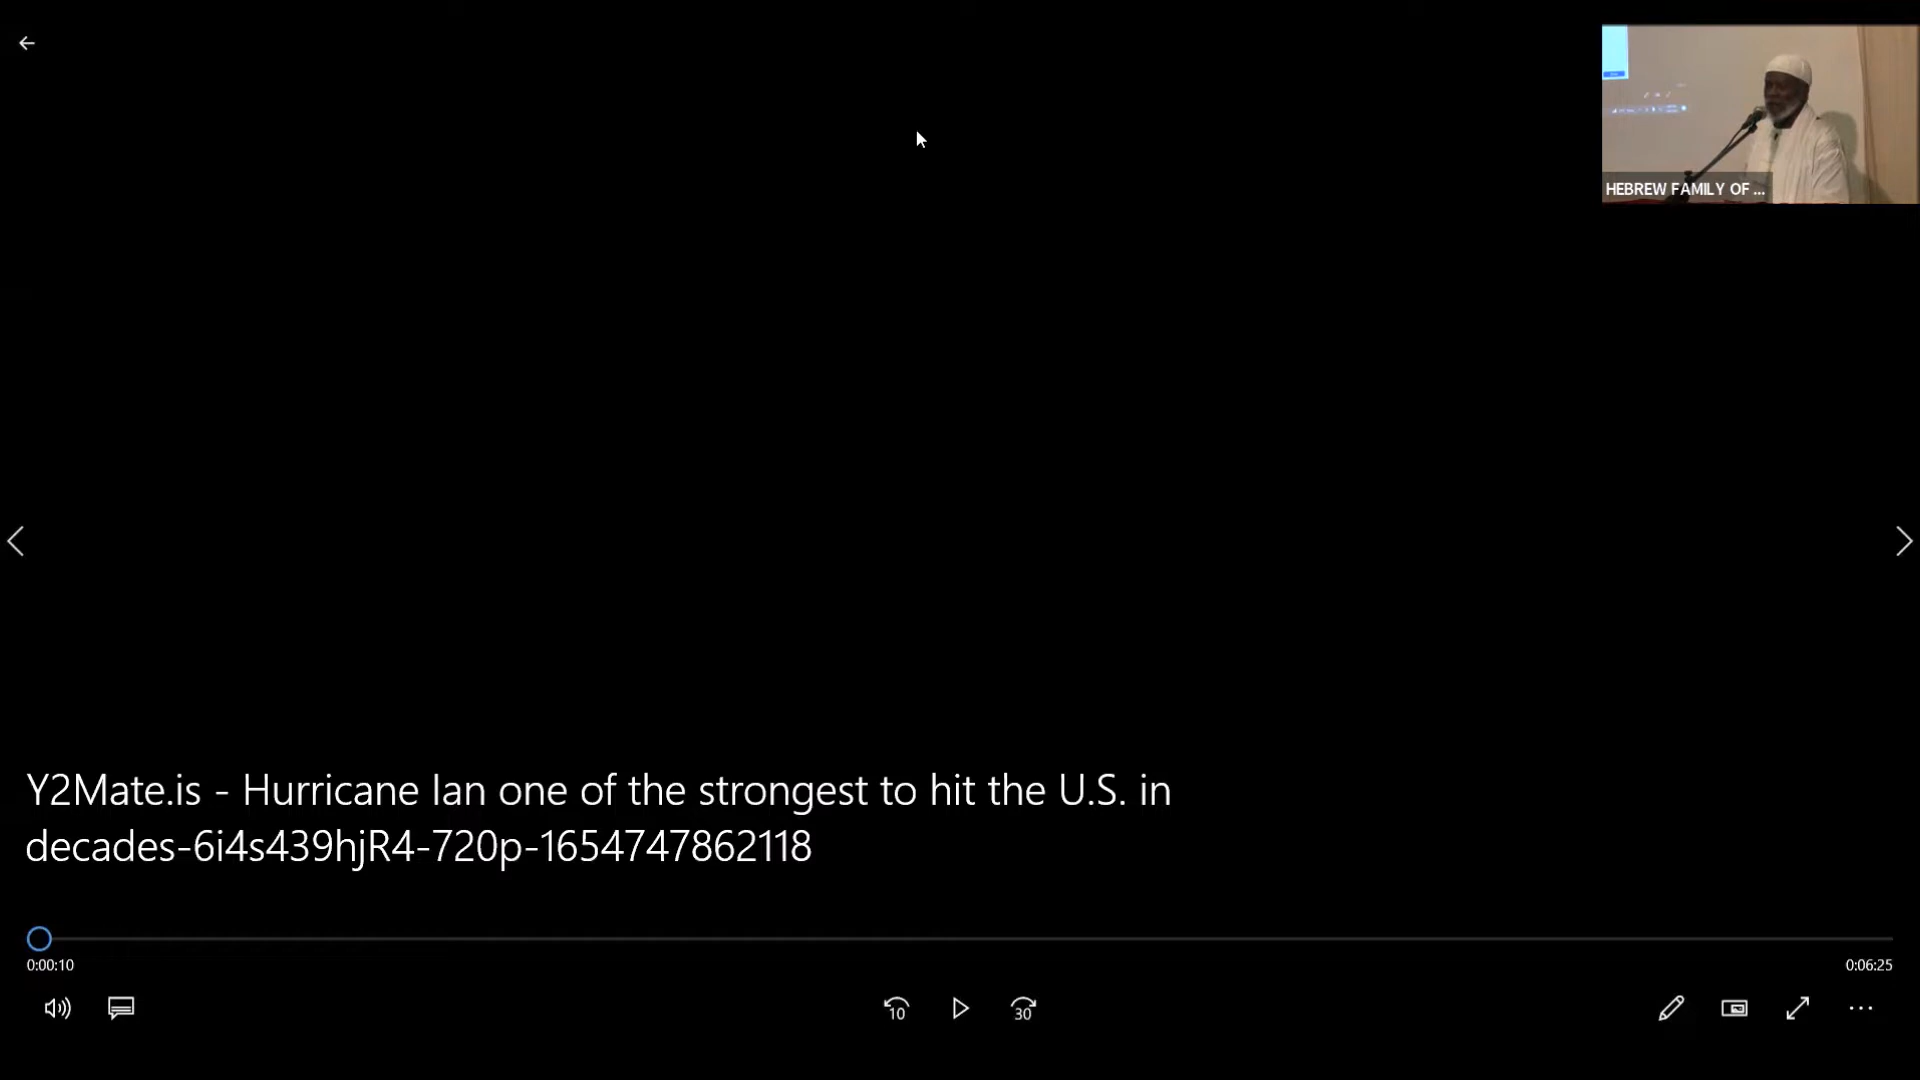 HEBREW FAMILY OF ...
Y2Mate.is - Hurricane Ian one of the strongest to hit the U.S. in
decades-6i4s439hjR4-720p-1654747862118
0:00:10
0:06:25
10
30